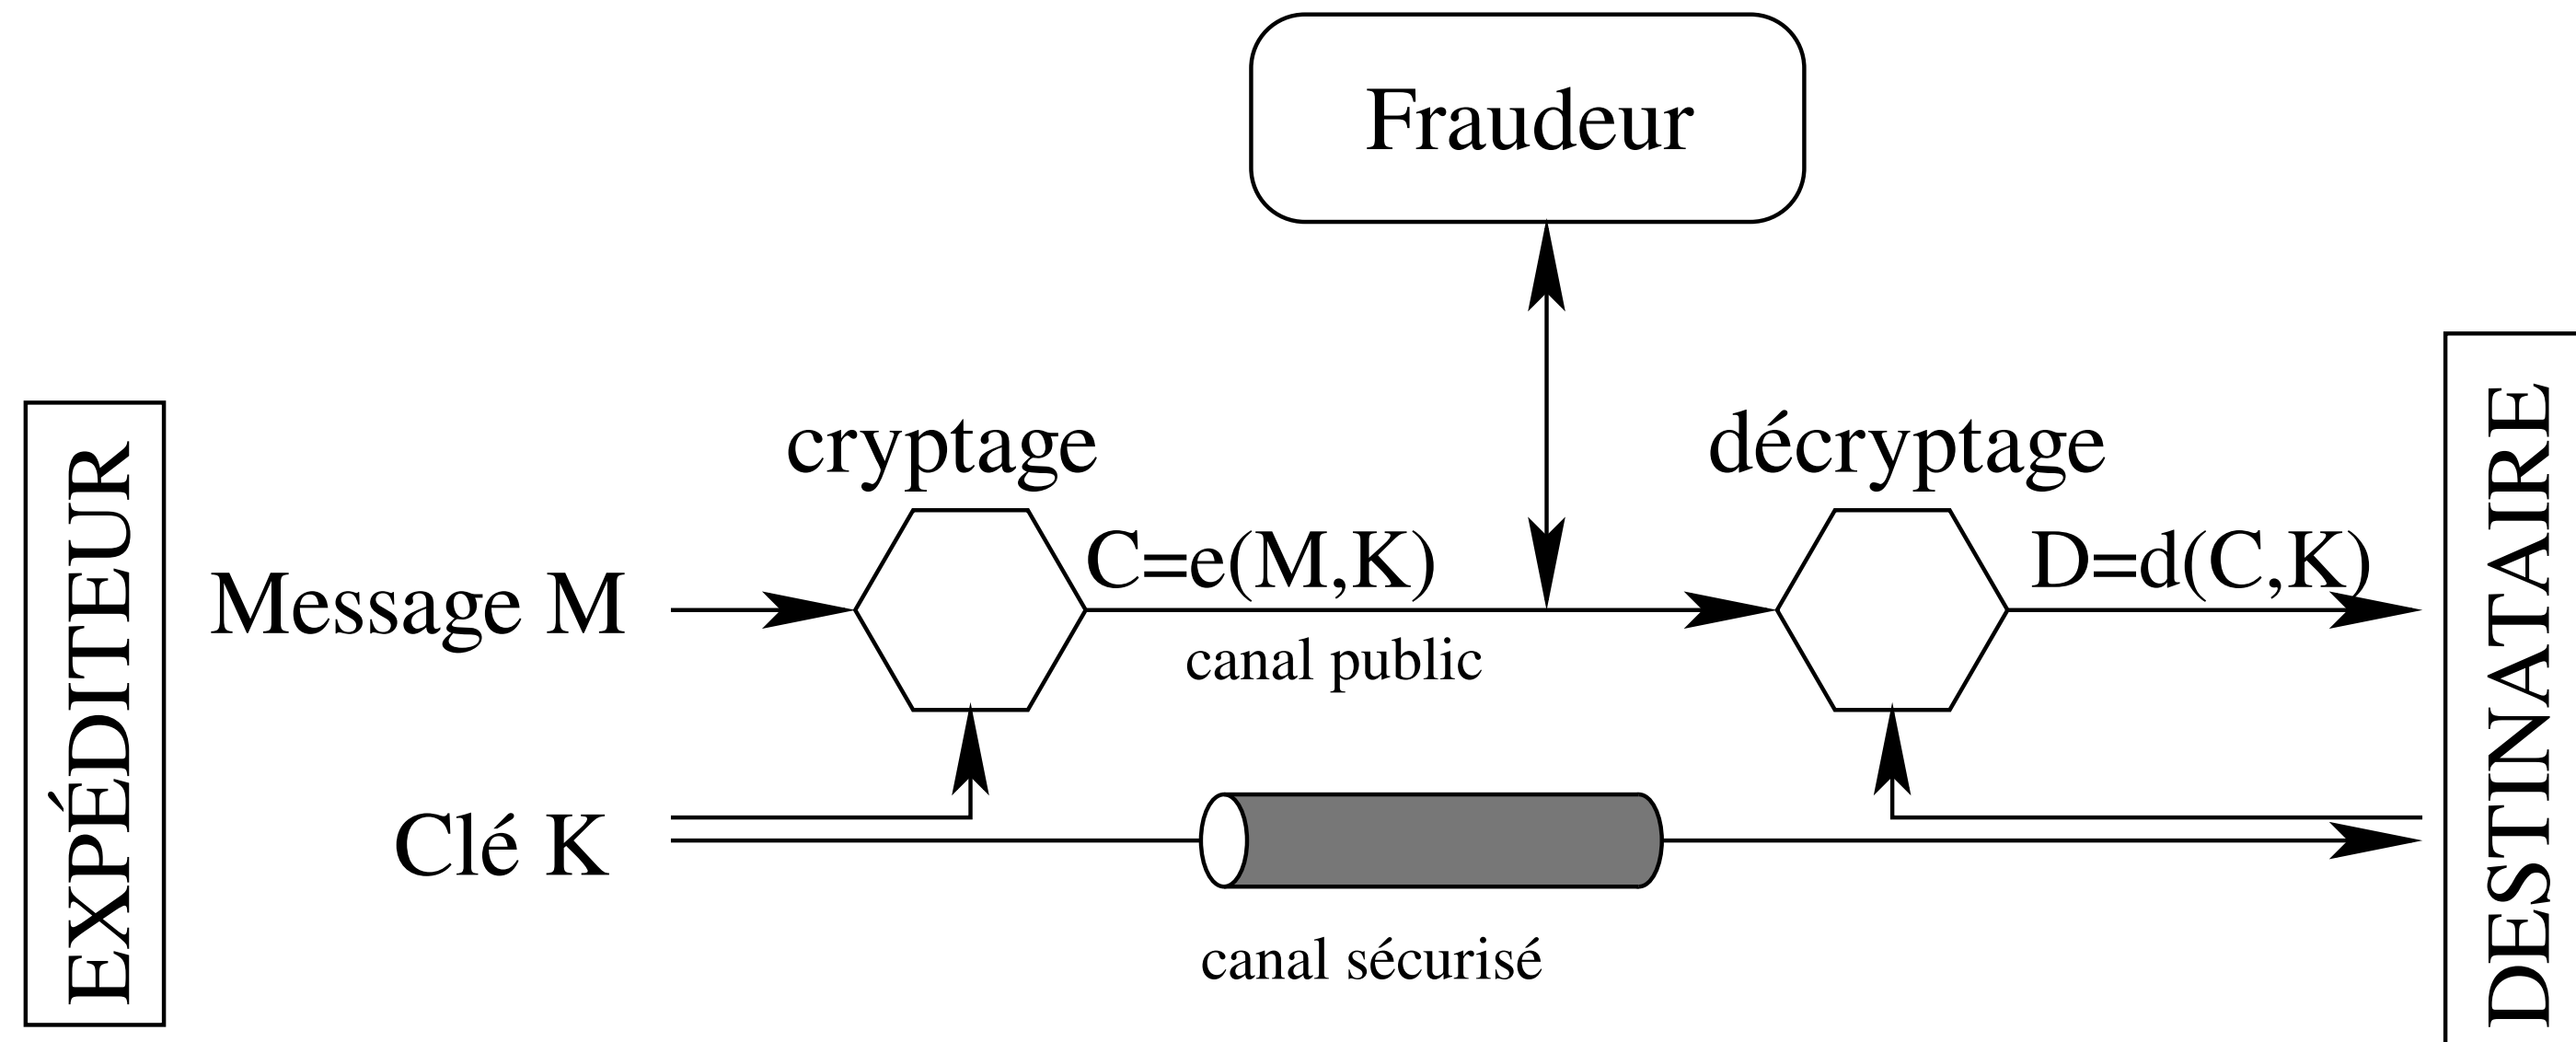 Fraudeur
cryptage
décryptage
EXPÉDITEUR
Message M
C=e(M,K)
canal public
D=d(C,K)
DESTINATAIRE
Clé K
canal sécurisé